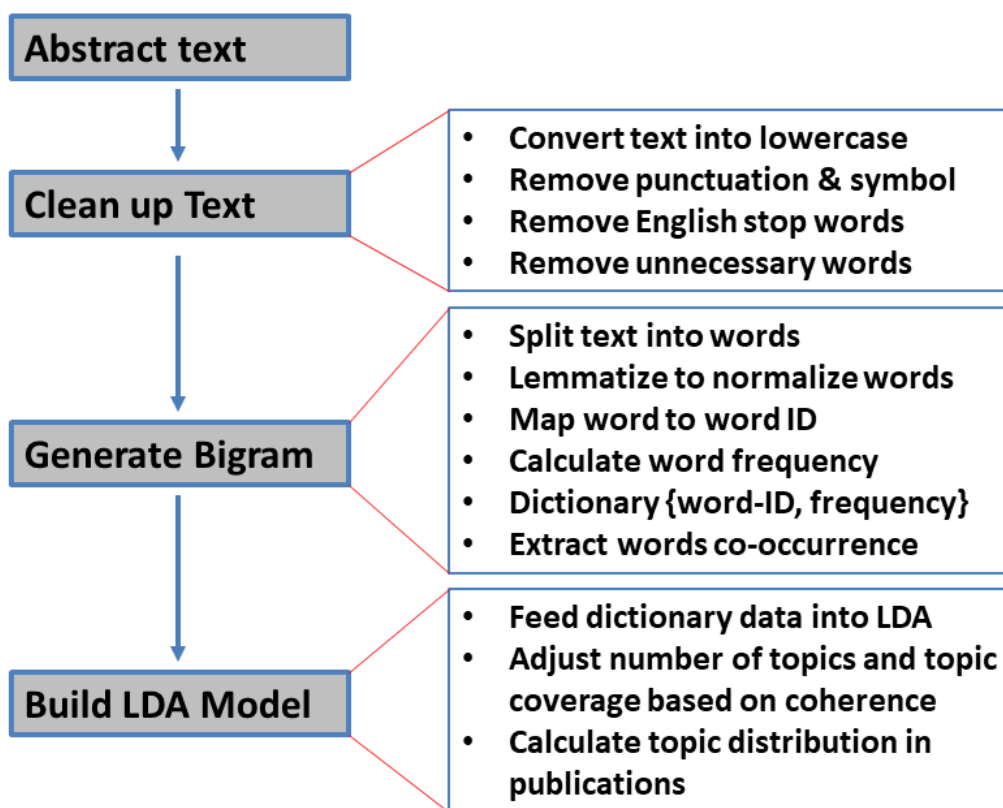 Abstract text
Clean up Text
• Convert text into lowercase
• Remove punctuation & symbol
• Remove English stop words
• Remove unnecessary words
Generate Bigram
• Split text into words
• Lemmatize to normalize words
• Map word to word ID
• Calculate word frequency
• Dictionary {word-ID, frequency}
• Extract words co-occurrence
Build LDA Model
• Feed dictionary data into LDA
• Adjust number of topics and topic
coverage based on coherence
• Calculate topic distribution in
publications